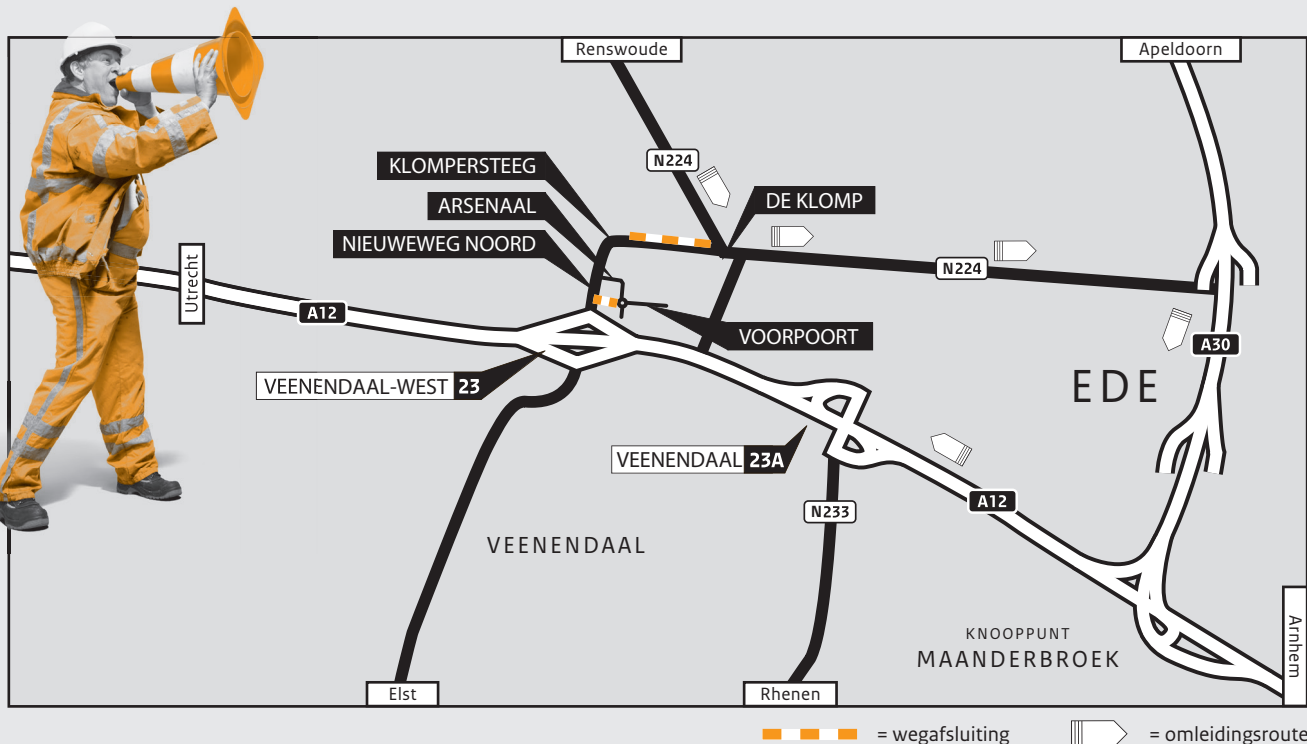 Renswoude
Apeldoorn
KLOMPERSTEEG
N224
ARSENAAL
DE KLOMP
NIEUWEWEG NOORD
N224
Utrecht
A12
VOORPOORT
A30
VEENENDAAL-WEST 23
EDE
VEENENDAAL 23A
A12
N233
VEENENDAAL
KNOOPPUNT
MAANDERBROEK
Arnhem
Elst
Rhenen
= wegafsluiting
= omleidingsroute